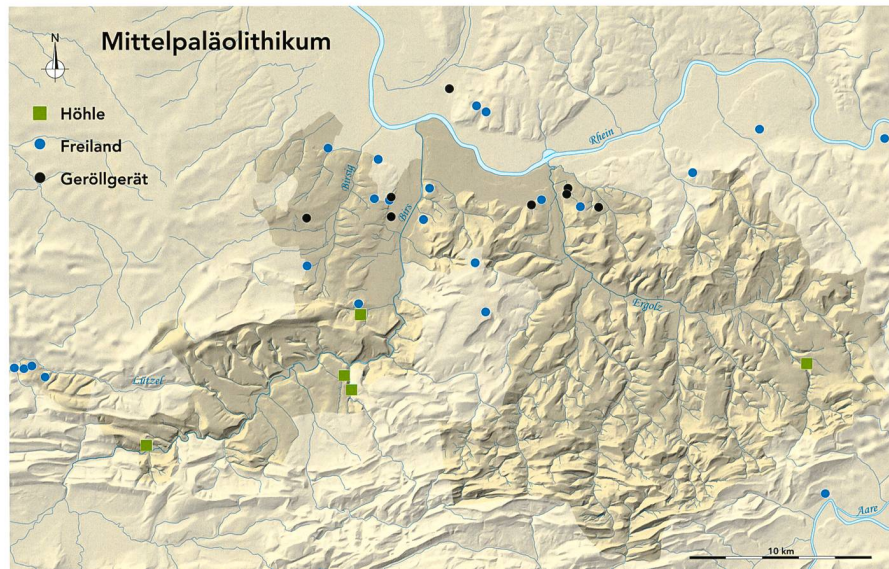 Mittelpaläolithikum
N
Höhle
Freiland
Geröllgerät
Rhein
Birsig
Birs
Ergolz
Lützel
Aare
10 km